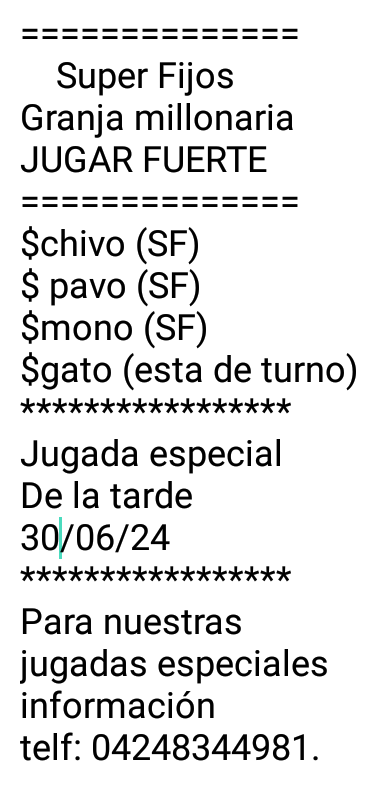 ==============
Super Fijos
Granja millonaria
JUGAR FUERTE
==============
$chivo (SF)
$ pavo (SF)
$mono (SF)
$gato (esta de turno)
*****************
Jugada especial
De la tarde
30/06/24
*****************
Para nuestras
jugadas especiales
información
telf: 04248344981.